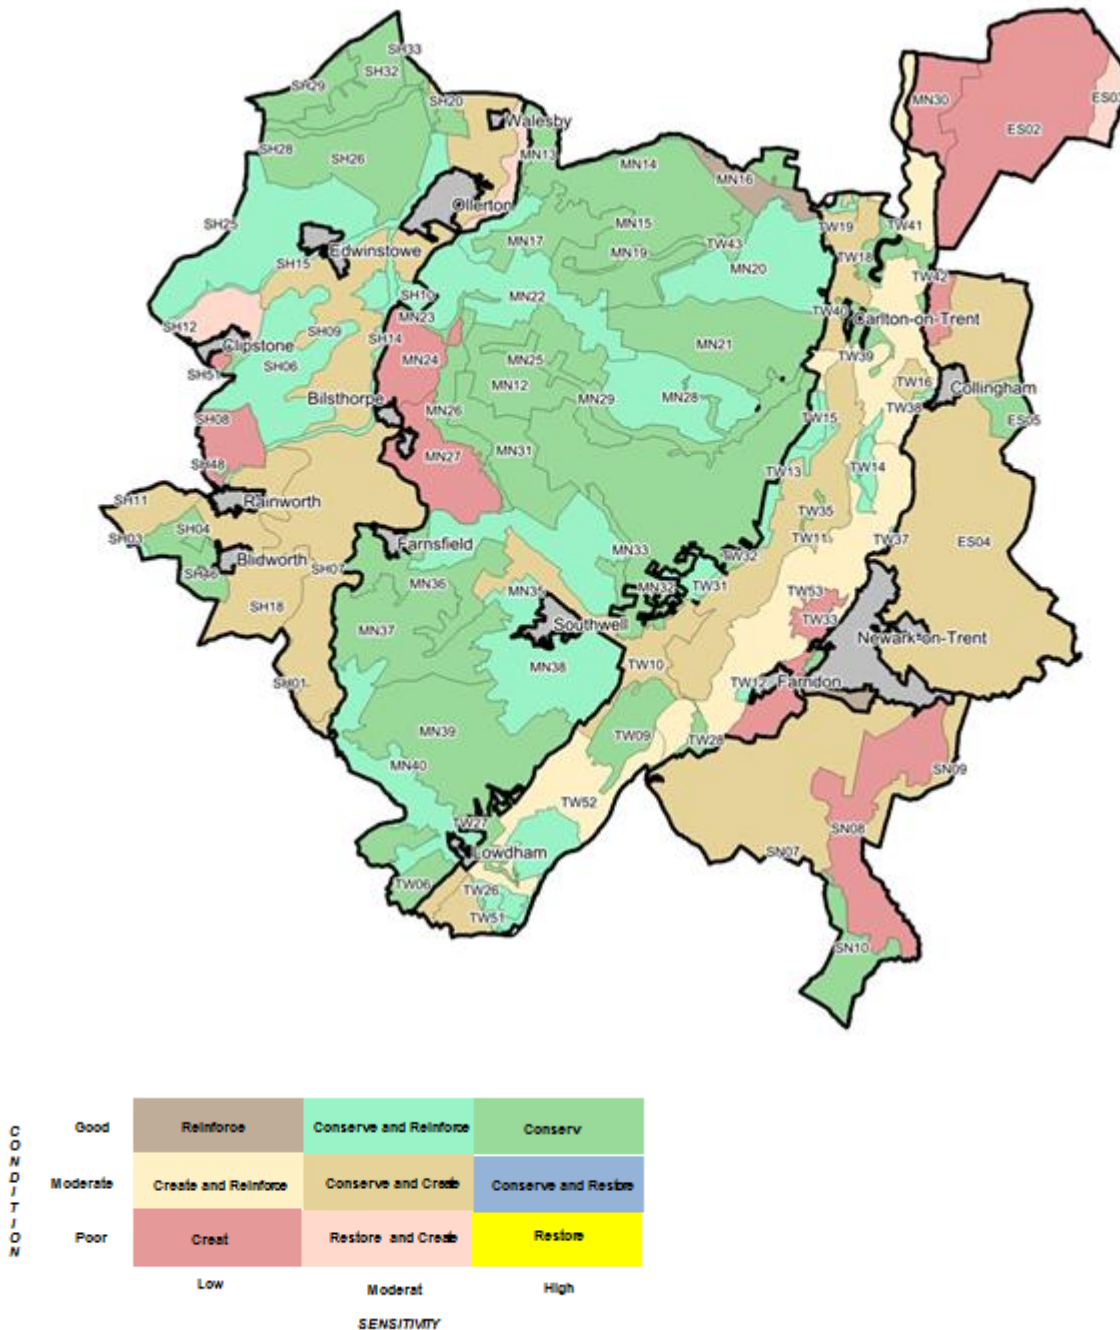 SH33
SH32
SH29
SH20
Walesby
MN30
ES02
MN13
SH28
SH26
MN14
MN16
Ollerton
SH25
MN15
TW19
TW41
Edwinstowe
MN17
MN19
TW43
TW18
SH15
MN20
TW42
SH10
MN22
SH12
MN23
TW40
Carlton-on-Trent
SH09
SH14
Clipstone
MN21
TW39
SH51
SH06
MN24
MN25
TW16
MN12
Collingham
Bilsthorpe
MN29
MN28
TW38
SH08
MN26
TW15
ES05
MN31
MN27
SH48
TW13
TW14
SH11
Rainworth
TW35
SH04
SH03
Farnsfield
TW11
TW37
ES04
Blidworth
MN33
TW32
SH46
SH07
MN36
MN35
MN32
TW31
TW53
SH18
Southwell
TW33
MN37
Newark-on-Trent
MN38
TW10
SH01
TW12
Farndon
MN39
TW09
TW28
MN40
SN09
TW52
TW27
SN08
Lowdham
SN07
TW06
TW26
TW51
SN10
CONDITION
Good
Reinforce
Conserve and Reinforce
Conserv
Moderate
Create and Reinforce
Conserve and Create
Conserve and Restore
Poor
Creat
Restore and Create
Restore
Low
Moderat
High
SENSITIVITY